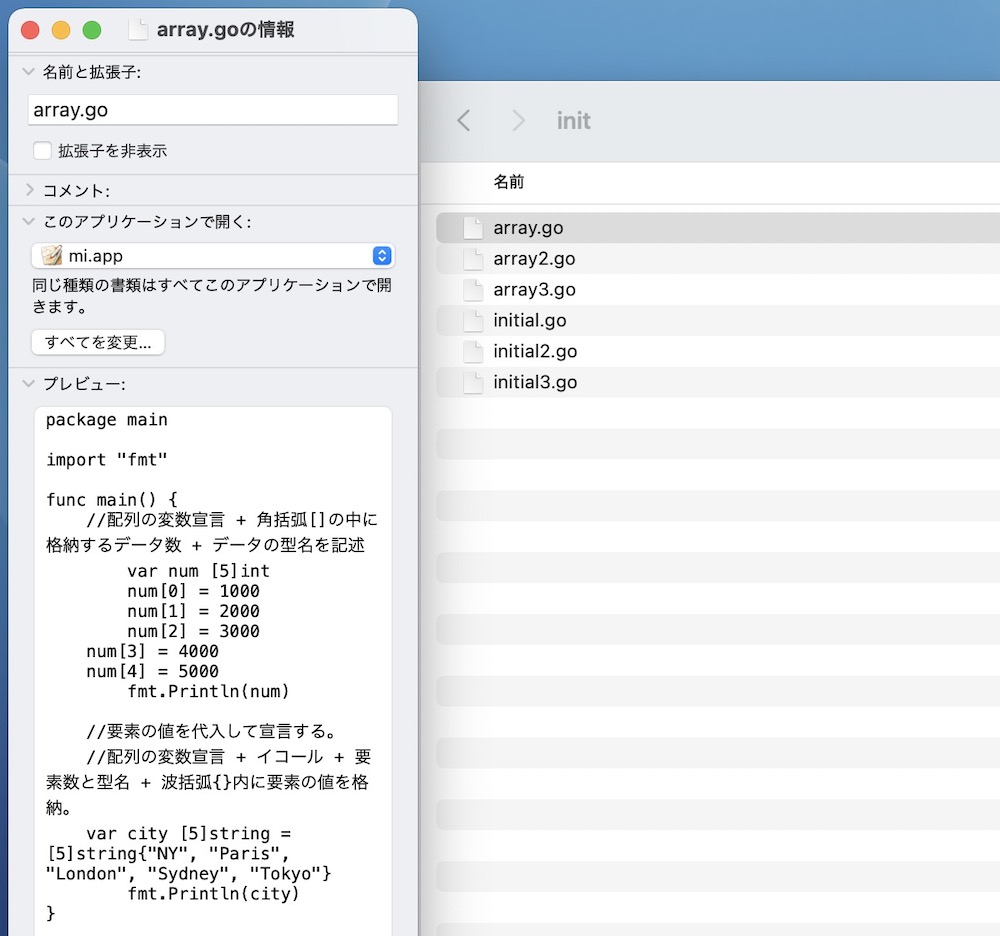 array.goの情報
名前と拡張子:
array.go
拡張子を非表示
コメント:
このアプリケーションで開く:
mi.app
同じ種類の書類はすべてこのアプリケーションで開
きます。
すべてを変更...
プレビュー:
package main
import "fmt"
func main() {
//配列の変数宣言 + 角括弧[]の中に
格納するデータ数 + データの型名を記述
var num [5]int
num[0] = 1000
num[1] = 2000
num[2] = 3000
num[3] = 4000
num[4] = 5000
fmt.Println(num)
//要素の値を代入して宣言する。
//配列の変数宣言 + イコール + 要
素数と型名 + 波括弧{}内に要素の値を格
納。
var city [5]string =
[5]string{"NY", "Paris",
"London", "Sydney", "Tokyo"}
fmt.Println(city)
}
init
名前
array.go
array2.go
array3.go
initial.go
initial2.go
initial3.go